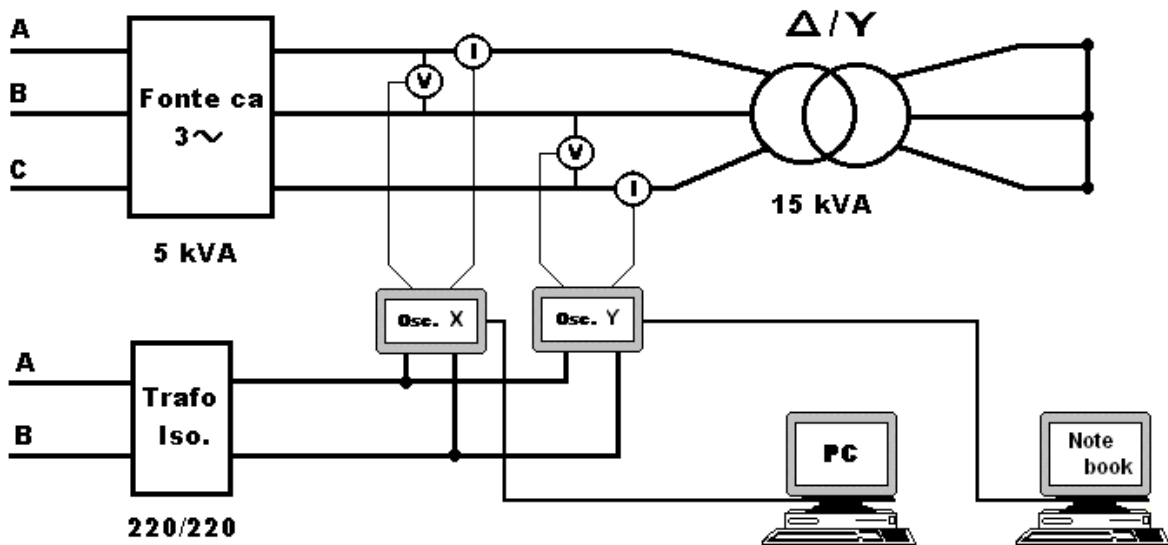 A
B
C
Fonte ca
3~
5 kVA
V
I
V
I
Δ/Y
15 kVA
Osc. X
Osc. Y
A
B
Trafo
Iso.
220/220
PC
Note
book